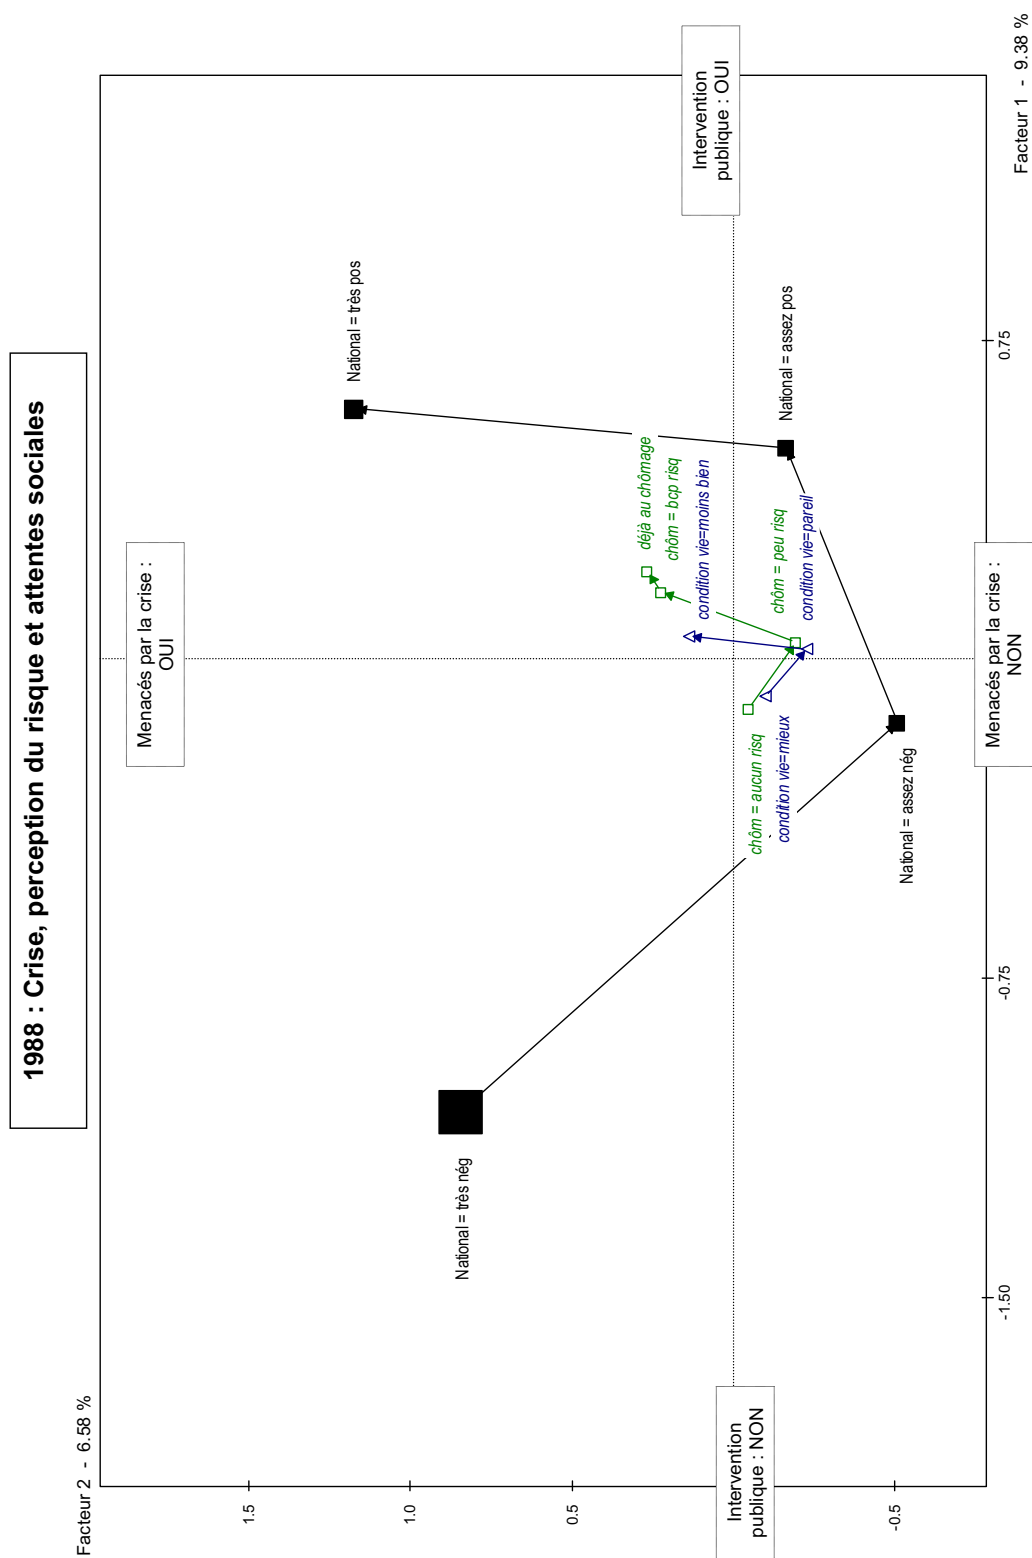 1988 : Crise, perception du risque et attentes sociales
Facteur 2 - 6.58 %
Menacés par la crise :
OUI
1.5
National = très pos
1.0
National = très nég
0.5
déjà au chômage
chôm = bcp risq
condition vie=moins bien
Intervention
publique : NON
Intervention
publique : OUI
chôm = aucun risq
condition vie=mieux
chôm = peu risq
condition vie=pareil
National = assez pos
-0.5
National = assez nég
Menacés par la crise :
NON
-1.50
-0.75
0.75
Facteur 1 - 9.38 %